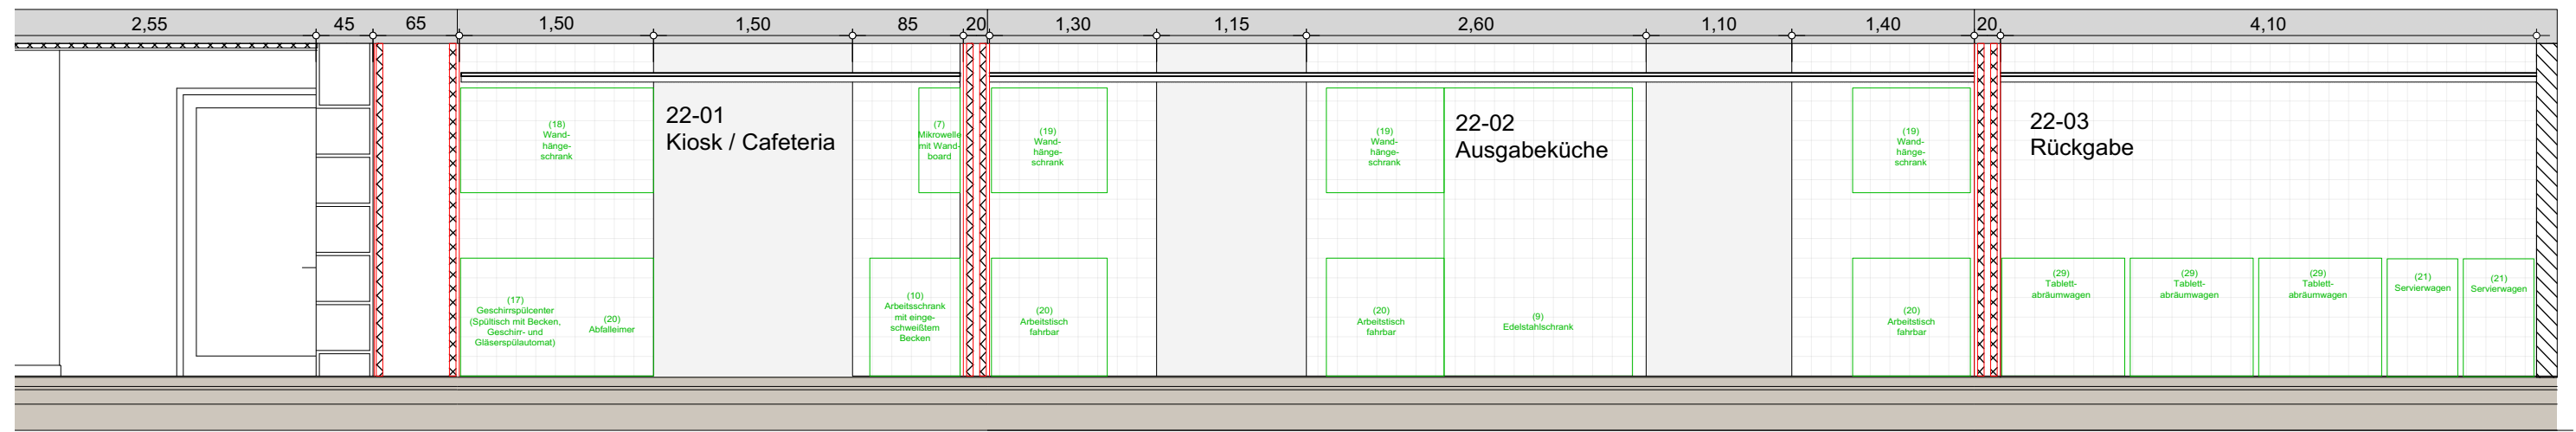 2,55 45 65 1,50 1,50 85 20 1,30 1,15 2,60 1,10 1,40 20 4,10
22-01
Kiosk / Cafeteria
22-02
Ausgabeküche
22-03
Rückgabe
(18)
Wand-
hänge-
schrank
(7)
Mikrowelle
mit Wand-
board
(19)
Wand-
hänge-
schrank
(19)
Wand-
hänge-
schrank
(19)
Wand-
hänge-
schrank
(17)
Geschirrspülcenter
(Spültisch mit Becken,
Geschirr- und
Gläserspülautomat)
(20)
Abfalleimer
(10)
Arbeitsschrank
mit einge-
schweißtem
Becken
(20)
Arbeitstisch
fahrbar
(20)
Arbeitstisch
fahrbar
(9)
Edelstahlschrank
(20)
Arbeitstisch
fahrbar
(29)
Tablett-
abräumwagen
(29)
Tablett-
abräumwagen
(29)
Tablett-
abräumwagen
(21)
Servierwagen
(21)
Servierwagen